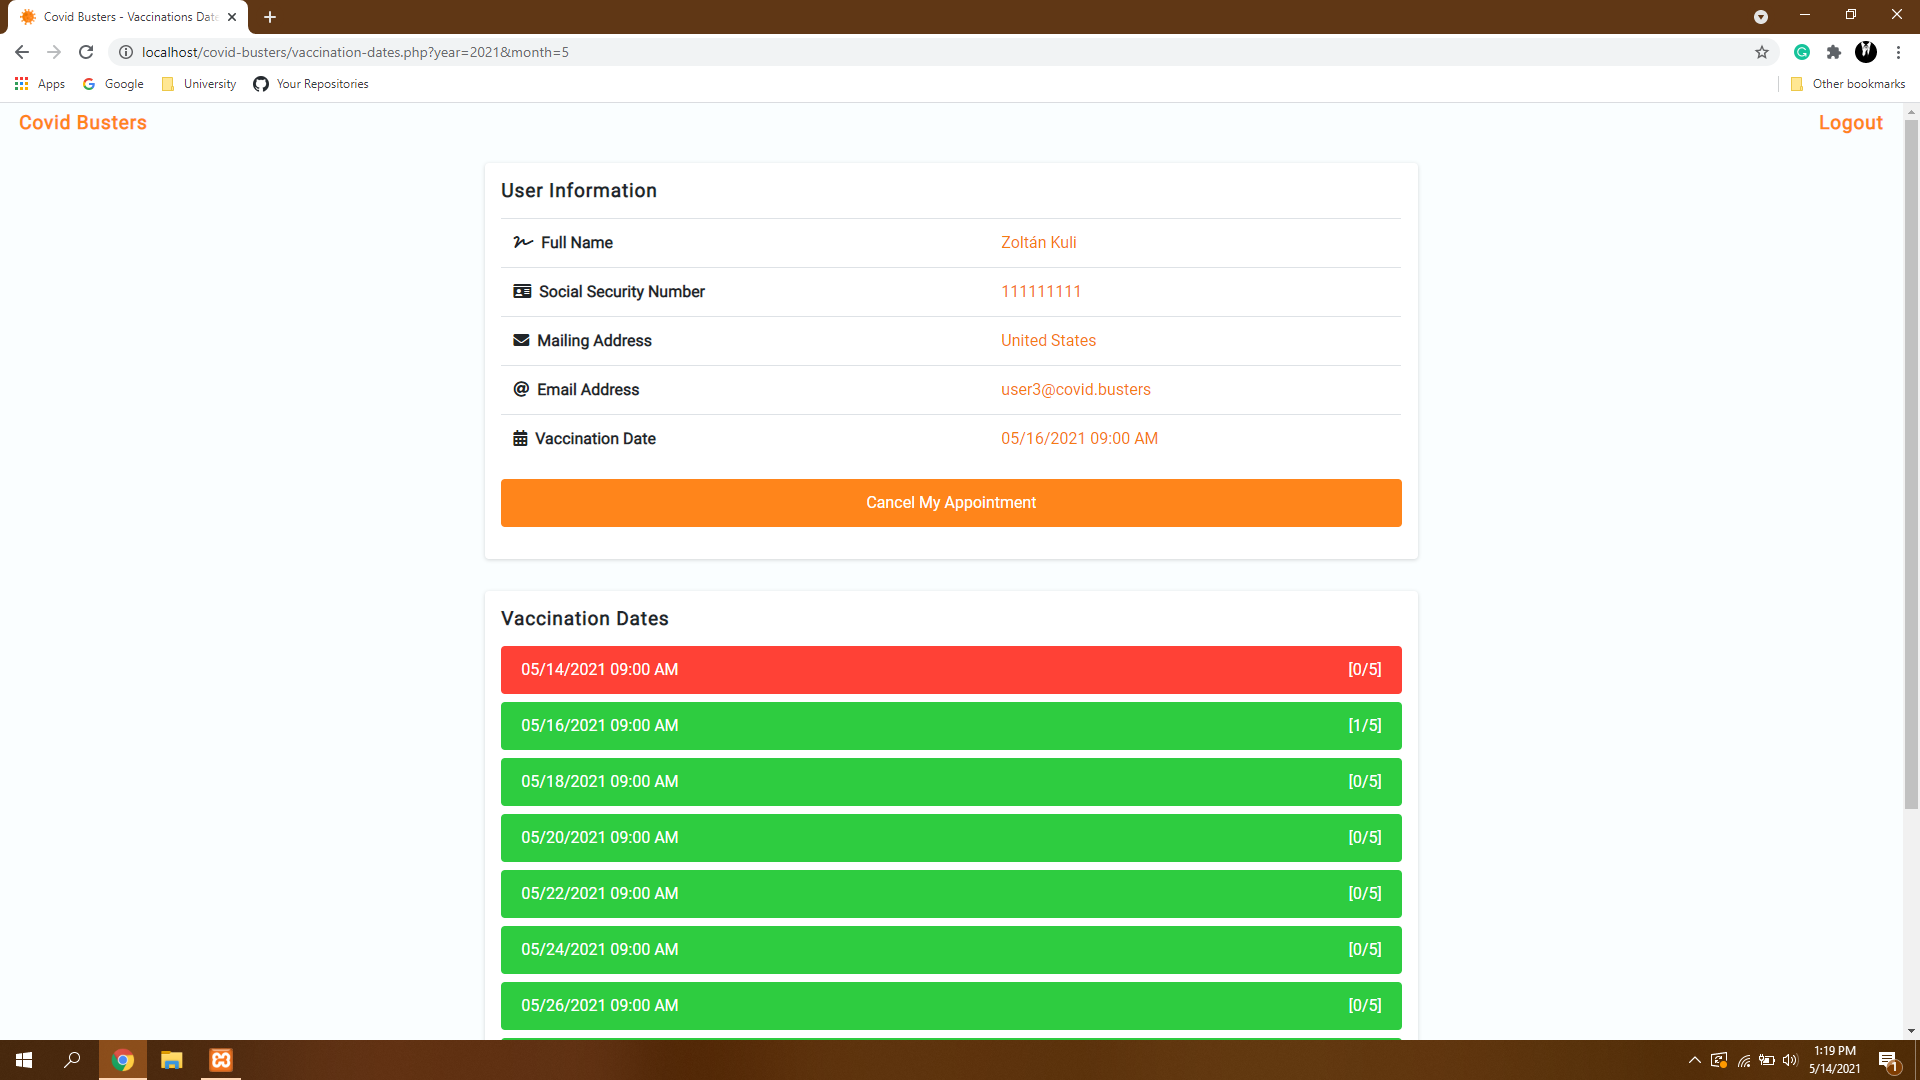 Covid Busters - Vaccinations Date
localhost/covid-busters/vaccination-dates.php?year=2021&month=5
Apps
Google
University
Your Repositories
Other bookmarks
Covid Busters
Logout
User Information
Full Name Zoltán Kuli
Social Security Number 111111111
Mailing Address United States
Email Address user3@covid.busters
Vaccination Date 05/16/2021 09:00 AM
Cancel My Appointment
Vaccination Dates
05/14/2021 09:00 AM [0/5]
05/16/2021 09:00 AM [1/5]
05/18/2021 09:00 AM [0/5]
05/20/2021 09:00 AM [0/5]
05/22/2021 09:00 AM [0/5]
05/24/2021 09:00 AM [0/5]
05/26/2021 09:00 AM [0/5]
1:19 PM
5/14/2021
1